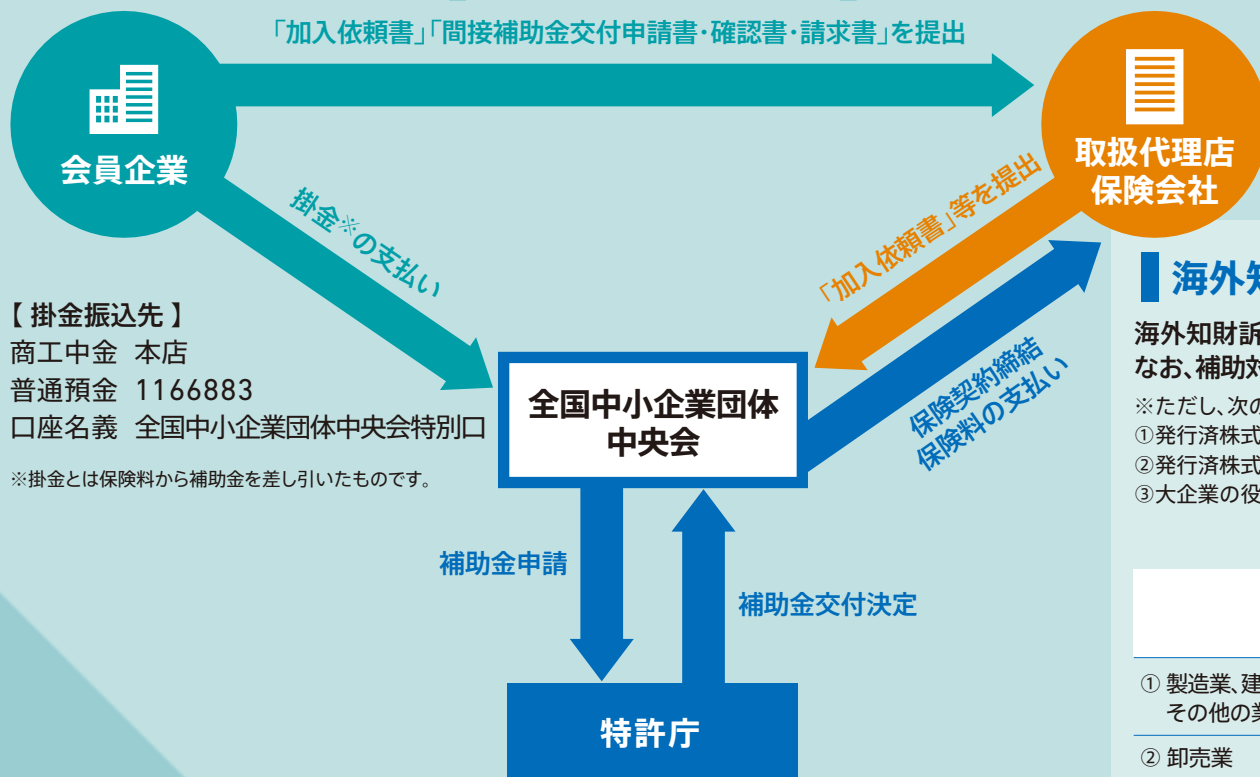 「加入依頼書」「間接補助金交付申請書・確認書・請求書」を提出
会員企業
取扱代理店
保険会社
掛金※の支払い
「加入依頼書」等を提出
保険契約締結
保険料の支払い
【 掛金振込先 】
商工中金 本店
普通預金 1166883
口座名義 全国中小企業団体中央会特別口
※掛金とは保険料から補助金を差し引いたものです。
全国中小企業団体
中央会
補助金申請
補助金交付決定
特許庁
海外知
海外知財訴
なお、補助対
※ただし、次の
①発行済株式
②発行済株式
③大企業の役
① 製造業、建
その他の業
② 卸売業